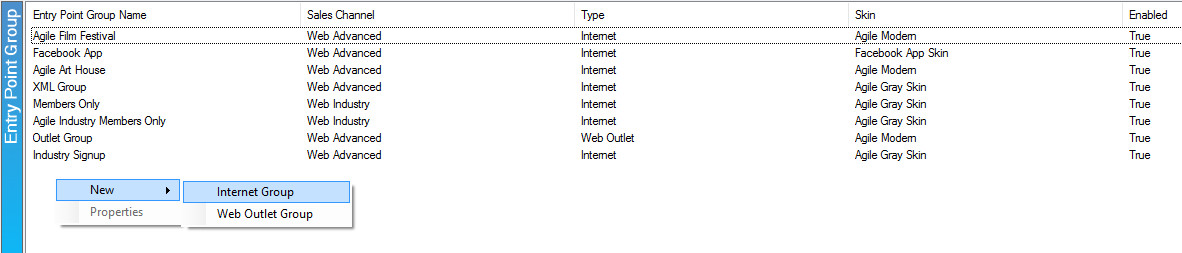 Entry Point Group
Entry Point Group Name Sales Channel Type Skin Enabled
Agile Film Festival Web Advanced Internet Agile Modern True
Facebook App Web Advanced Internet Facebook App Skin True
Agile Art House Web Advanced Internet Agile Modern True
XML Group Web Advanced Internet Agile Gray Skin True
Members Only Web Industry Internet Agile Gray Skin True
Agile Industry Members Only Web Industry Internet Agile Gray Skin True
Outlet Group Web Advanced Web Outlet Agile Modern True
Industry Signup Web Advanced Internet Agile Gray Skin True
New Internet Group
Properties Web Outlet Group